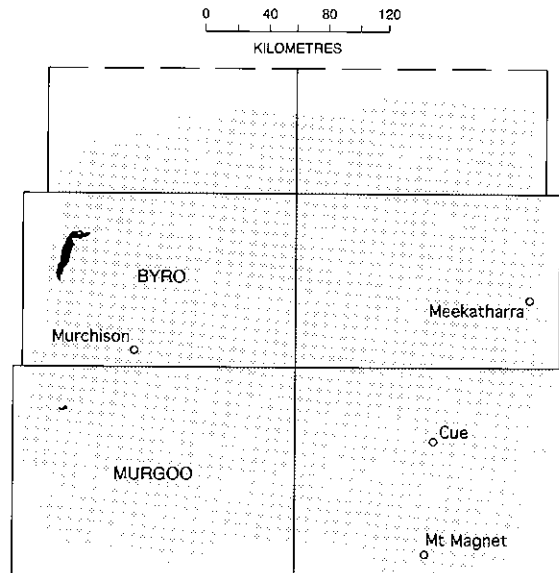 0 40 80 120
KILOMETRES
BYRO
Meekatharra
Murchison
Cue
MURGOO
Mt Magnet